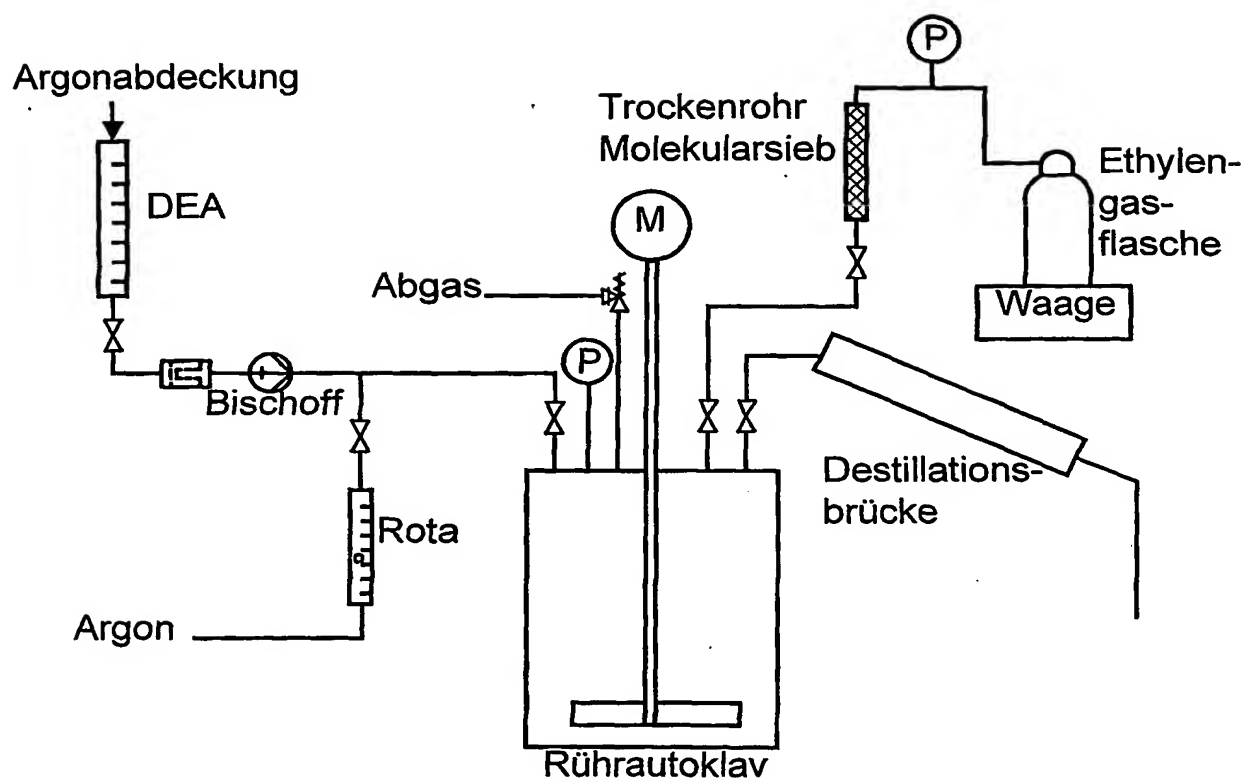 P
Argonabdeckung
Trockenrohr
Molekularsieb
Ethylen-
gas-
flasche
DEA
M
Abgas
Waage
P
Bischoff
Destillations-
brücke
Rota
Argon
Rührautoklav